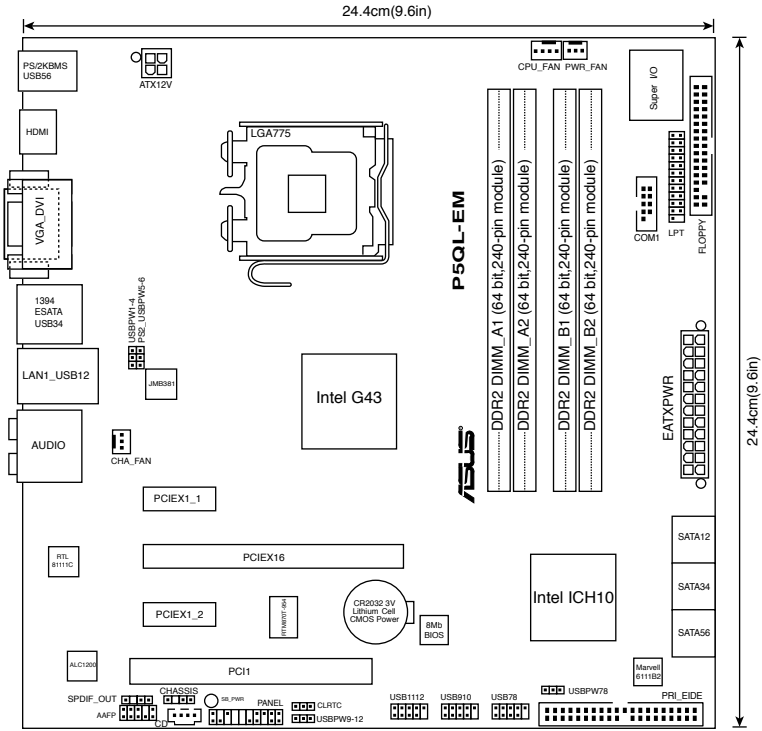 24.4cm(9.6in)
PS/2KBMS
USB56
ATX12V
CPU_FAN
PWR_FAN
Super I/O
HDMI
LGA775
VGA_DVI
P5QL-EM
DDR2 DIMM_A1 (64 bit,240-pin module)
DDR2 DIMM_A2 (64 bit,240-pin module)
DDR2 DIMM_B1 (64 bit,240-pin module)
DDR2 DIMM_B2 (64 bit,240-pin module)
COM1
LPT
FLOPPY
1394
ESATA
USB34
USBPW1-4
PS2_USBPW5-6
LAN1_USB12
JMB381
Intel G43
EATXPWR
24.4cm(9.6in)
AUDIO
CHA_FAN
ASUS
PCIEX1_1
SATA12
RTL
81111C
PCIEX16
Intel ICH10
SATA34
PCIEX1_2
RTM870T-954
CR2032 3V
Lithium Cell
CMOS Power
8Mb
BIOS
SATA56
ALC1200
PCI1
Marvell
6111B2
SPDIF_OUT
CHASSIS
SB_PWR
PANEL
CLRTC
USB1112
USB910
USB78
USBPW78
PRI_EIDE
AAFP
CD
USBPW9-12